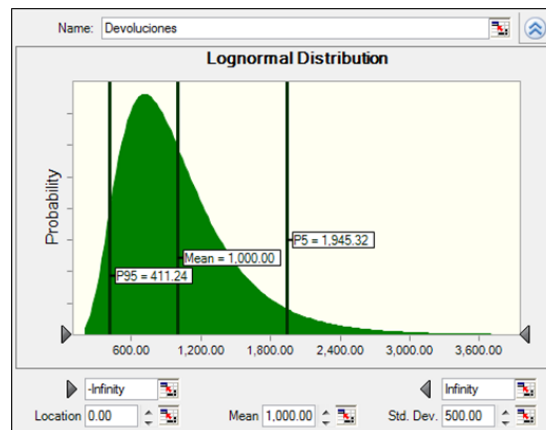 Name: Devoluciones
Lognormal Distribution
Probability
P5 = 1,945.32
Mean = 1,000.00
P95 = 411.24
600.00 1,200.00 1,800.00 2,400.00 3,000.00 3,600.00
-Infinity Infinity
Location 0.00 Mean 1,000.00 Std. Dev. 500.00